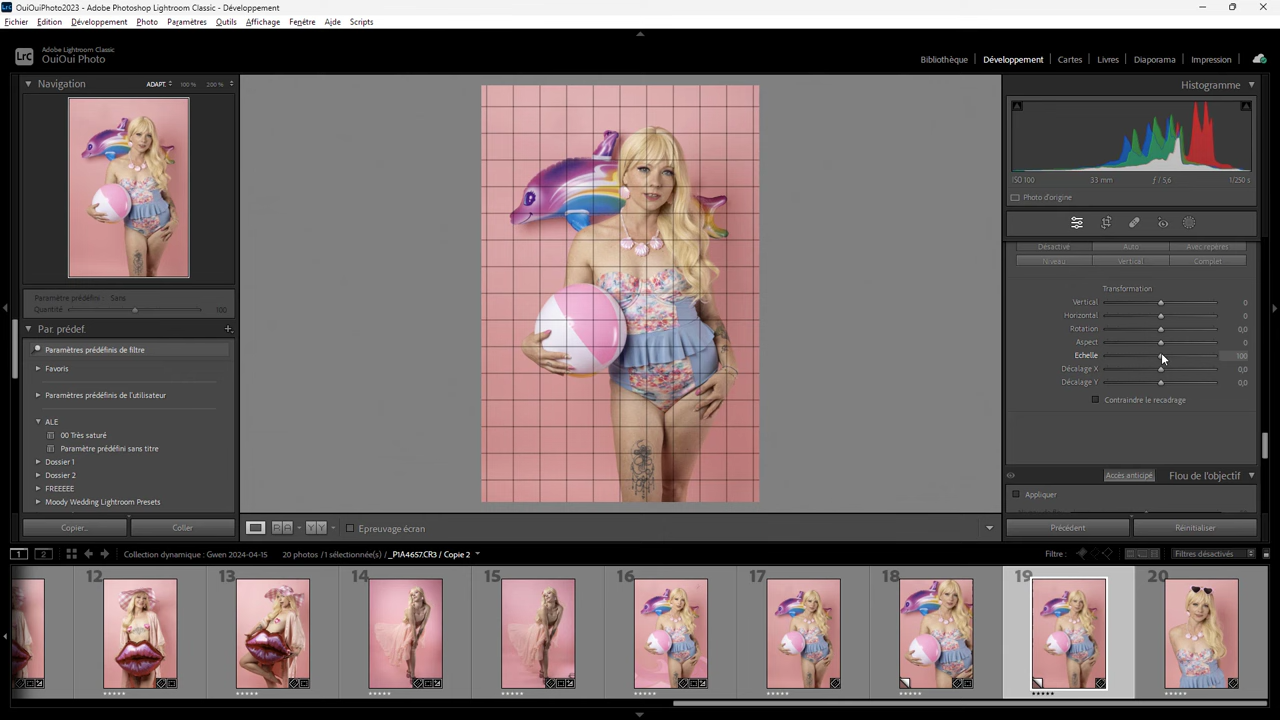 OuiOuiPhoto2023 - Adobe Photoshop Lightroom Classic - Développement
Fichier Edition Développement Photo Paramètres Outils Affichage Fenêtre Aide Scripts
Lrc
Adobe Lightroom Classic
OuiOui Photo
Bibliothèque Développement Cartes Livres Diaporama Impression
Navigation ADAPT. 100 % 200 %
Histogramme
ISO 100 33 mm ƒ / 5,6 1/250 s
Photo d'origine
Désactivé Auto Avec repères
Niveau Vertical Complet
Transformation
Vertical 0
Horizontal 0
Rotation 0,0
Aspect 0
Echelle 100
Décalage X 0,0
Décalage Y 0,0
Contraindre le recadrage
Accès anticipé Flou de l'objectif
Appliquer
Précédent Réinitialiser
Paramètre prédéfini : Sans
Quantité 100
Par. prédéf.
Paramètres prédéfinis de filtre
Favoris
Paramètres prédéfinis de l'utilisateur
ALE
00 Très saturé
Paramètre prédéfini sans titre
Dossier 1
Dossier 2
FREEEEE
Moody Wedding Lightroom Presets
Copier... Coller
Epreuvage écran
1 2 Collection dynamique : Gwen 2024-04-15 20 photos /1 sélectionnée(s) /_P1A4657.CR3 / Copie 2
Filtre : Filtres désactivés
12 13 14 15 16 17 18 19 20